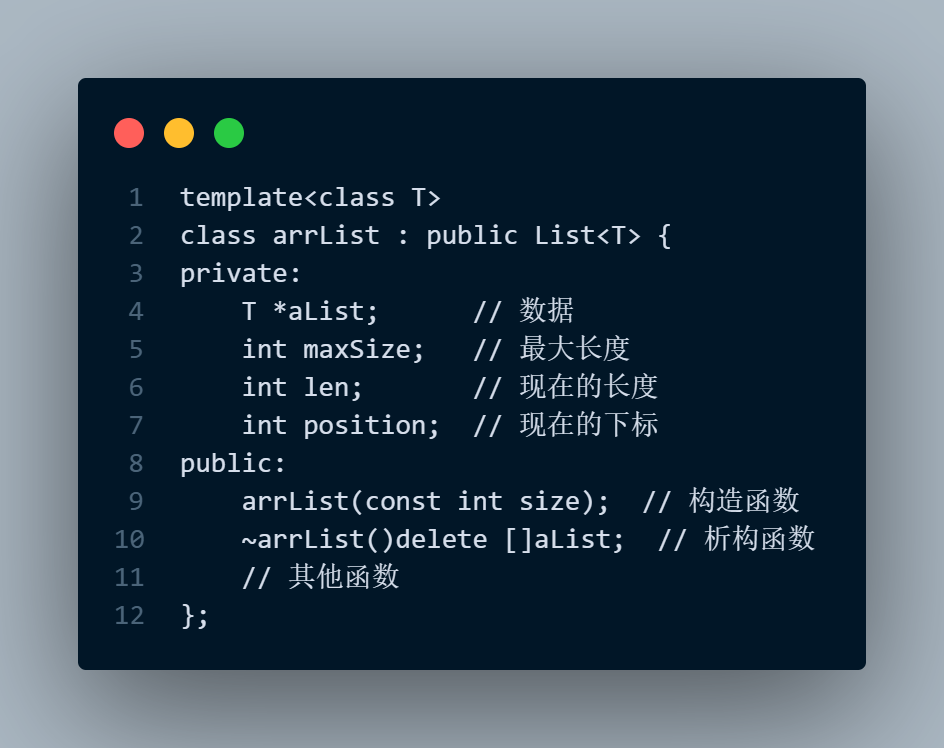 1 template<class T>
2 class arrList : public List<T> {
3 private:
4     T *aList;      // 数据
5     int maxSize;   // 最大长度
6     int len;       // 现在的长度
7     int position;  // 现在的下标
8 public:
9     arrList(const int size);  // 构造函数
10     ~arrList()delete []aList;  // 析构函数
11     // 其他函数
12 };